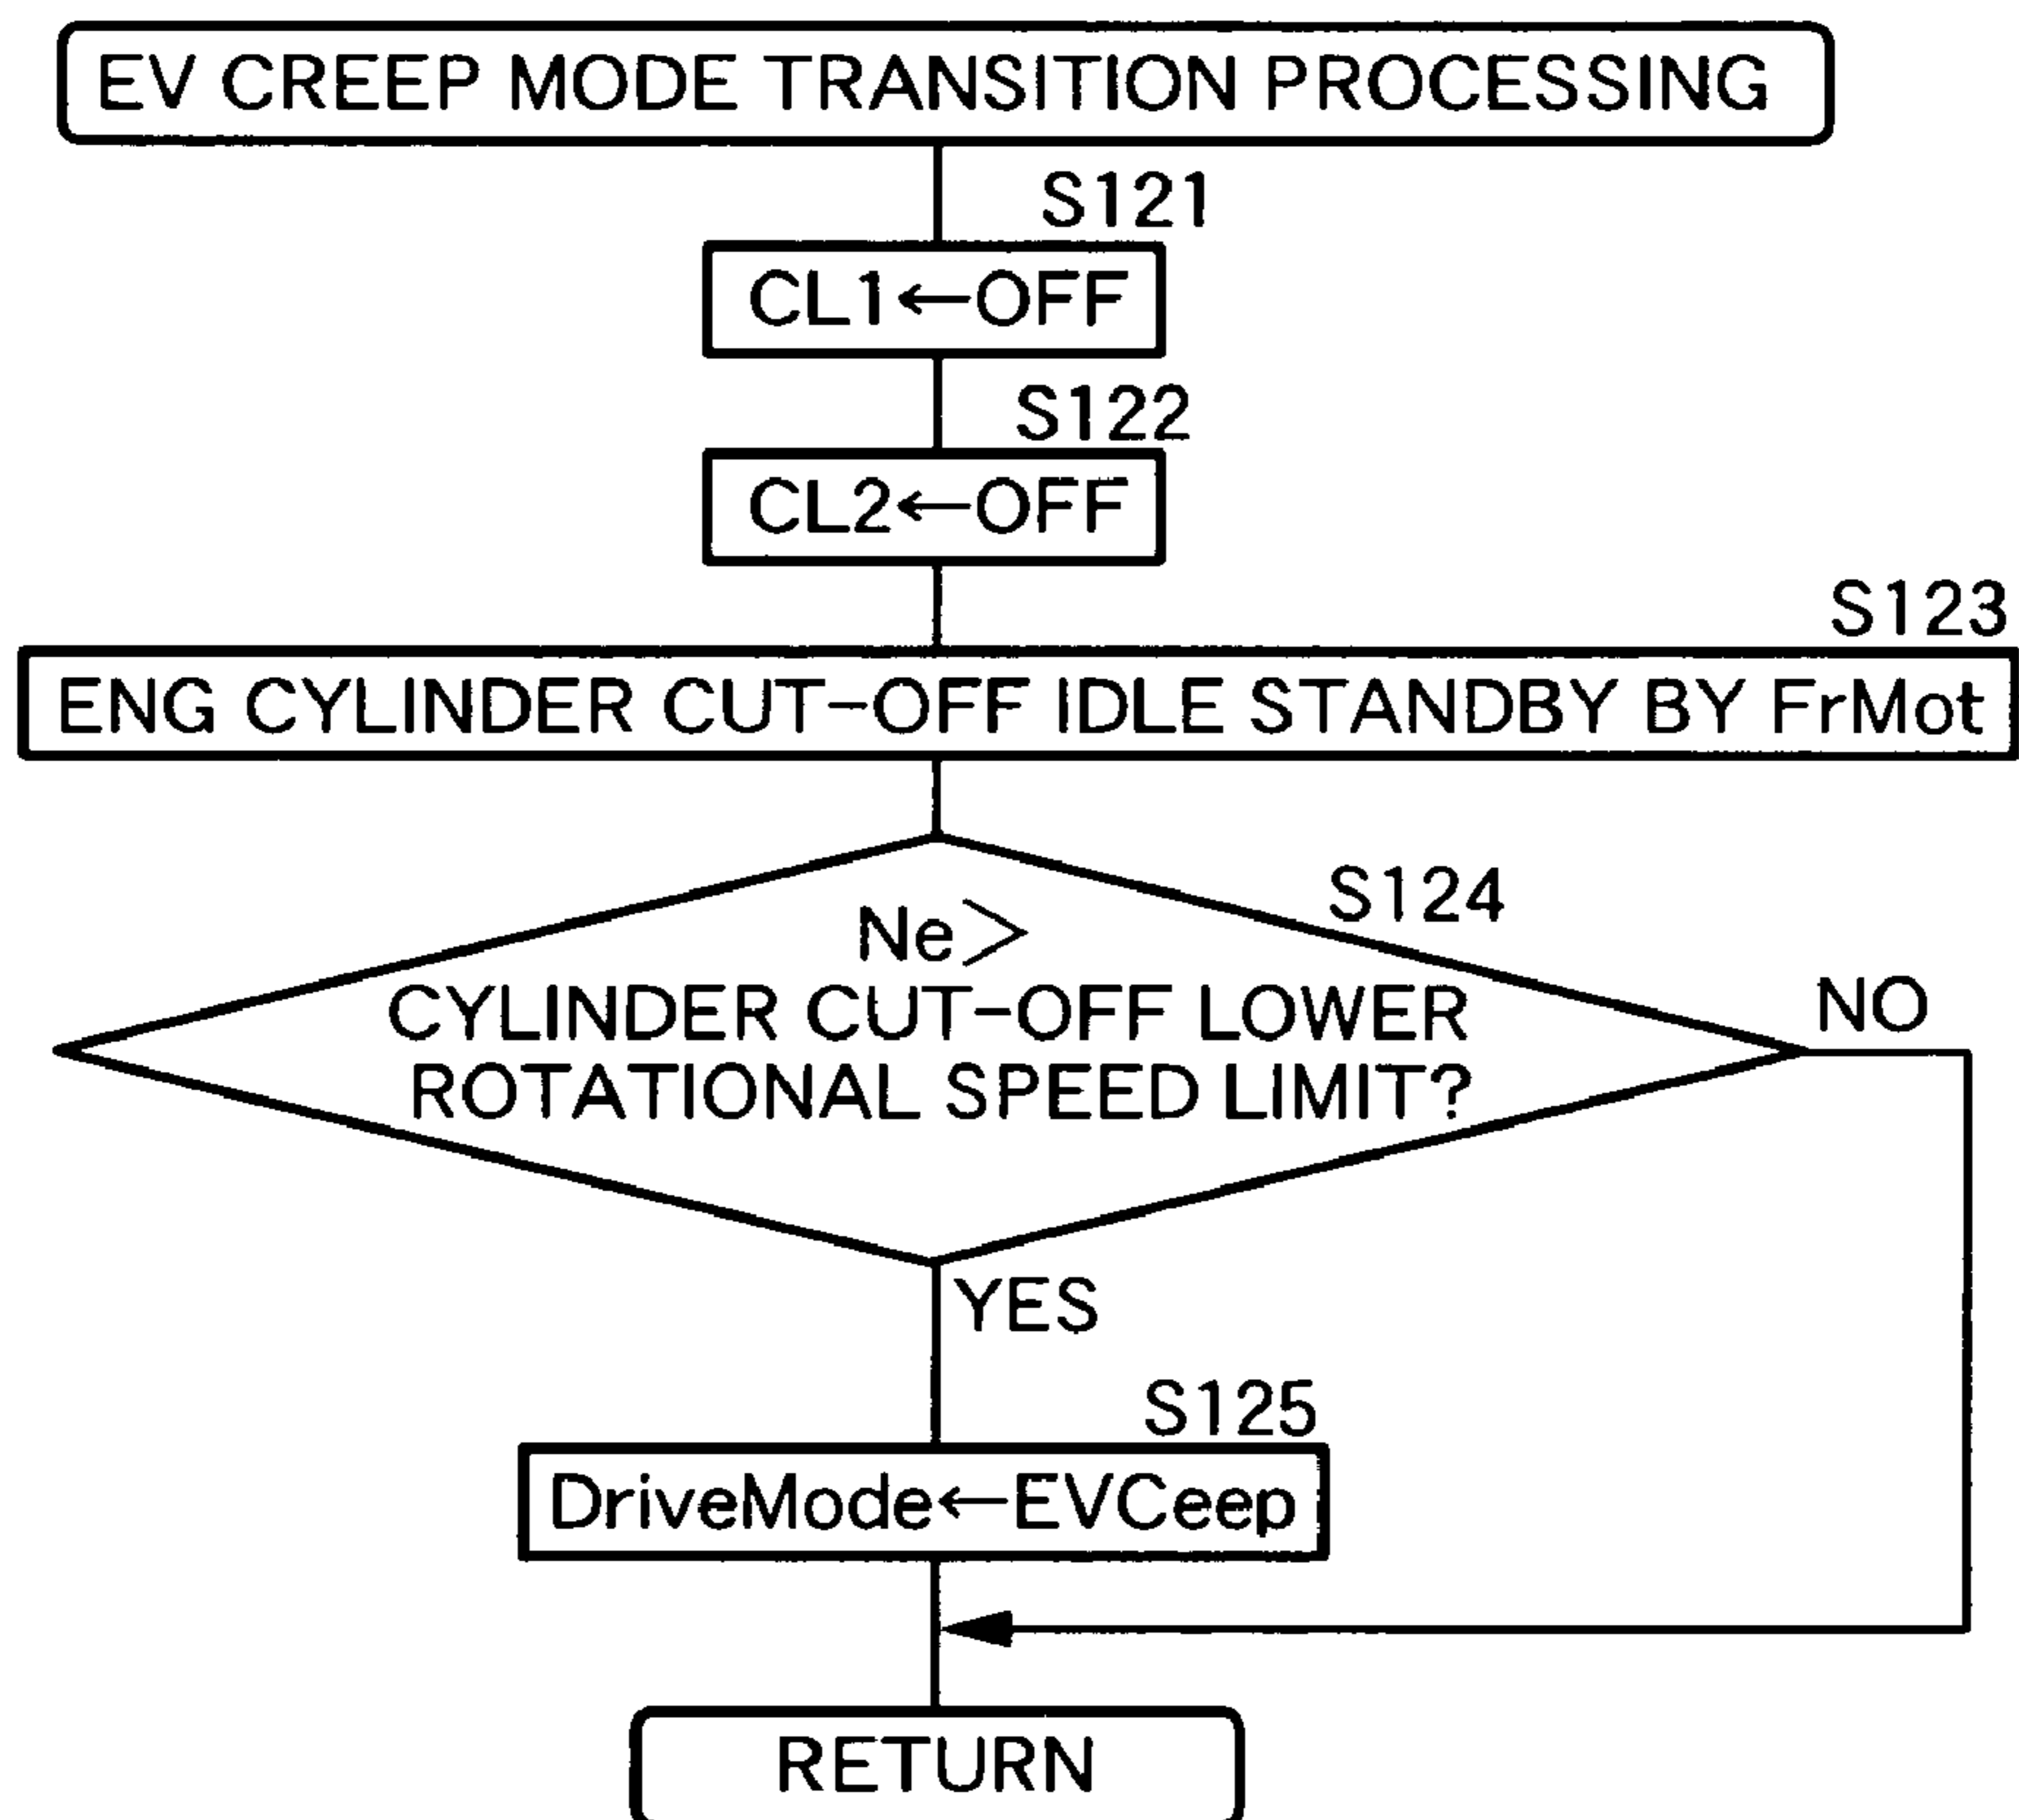 EV CREEP MODE TRANSITION PROCESSING
S121
CL1←OFF
S122
CL2←OFF
S123
ENG CYLINDER CUT-OFF IDLE STANDBY BY FrMot
S124
Ne>
CYLINDER CUT-OFF LOWER
ROTATIONAL SPEED LIMIT?
NO
YES
S125
DriveMode←EVCeep
RETURN